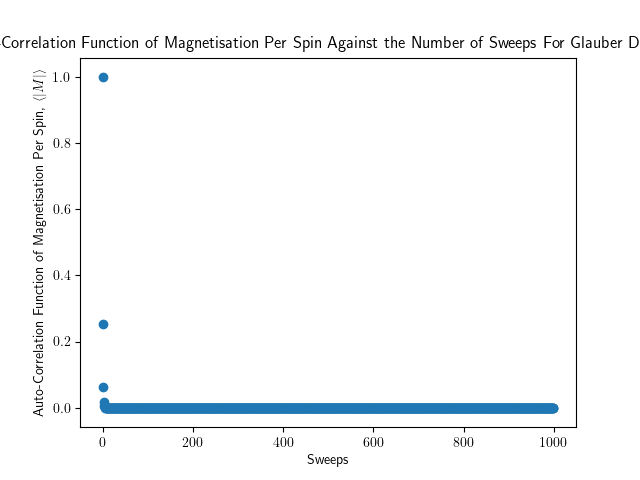 -Correlation Function of Magnetisation Per Spin Against the Number of Sweeps For Glauber D
Auto-Correlation Function of Magnetisation Per Spin, ⟨|M|⟩
1.0
0.8
0.6
0.4
0.2
0.0
0 200 400 600 800 1000
Sweeps